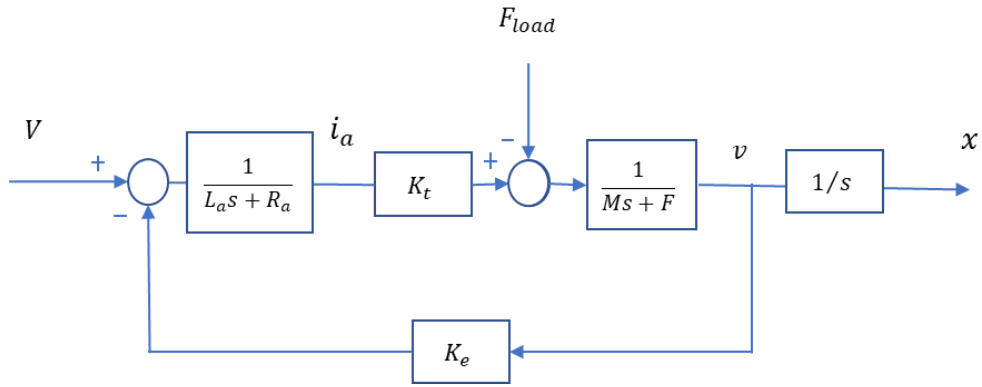 F_load
V
+
−
1
L_a s + R_a
i_a
K_t
+
−
1
Ms + F
v
1/s
x
K_e